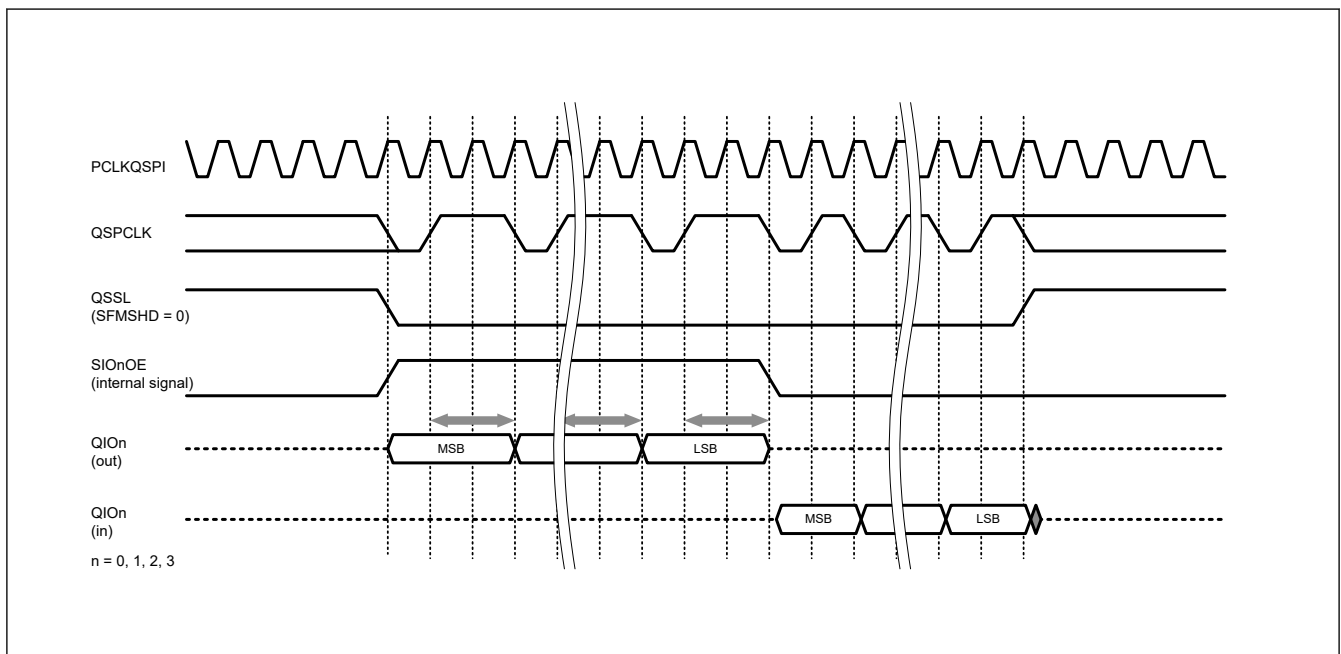 PCLKQSPI
QSPCLK
QSSL
(SFMSHD = 0)
SIOnOE
(internal signal)
QIOn
(out)
MSB
LSB
QIOn
(in)
MSB
LSB
n = 0, 1, 2, 3